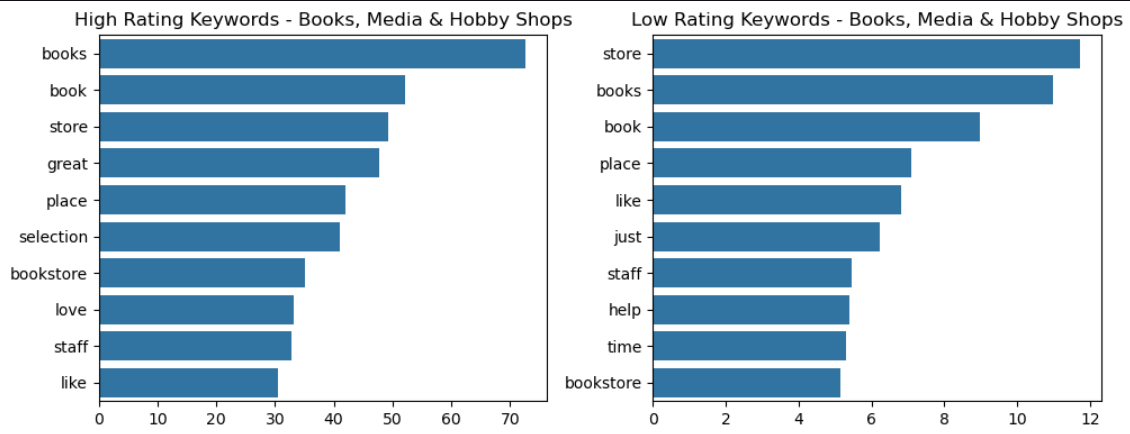 High Rating Keywords - Books, Media & Hobby Shops
books
book
store
great
place
selection
bookstore
love
staff
like
0 10 20 30 40 50 60 70
Low Rating Keywords - Books, Media & Hobby Shops
store
books
book
place
like
just
staff
help
time
bookstore
0 2 4 6 8 10 12